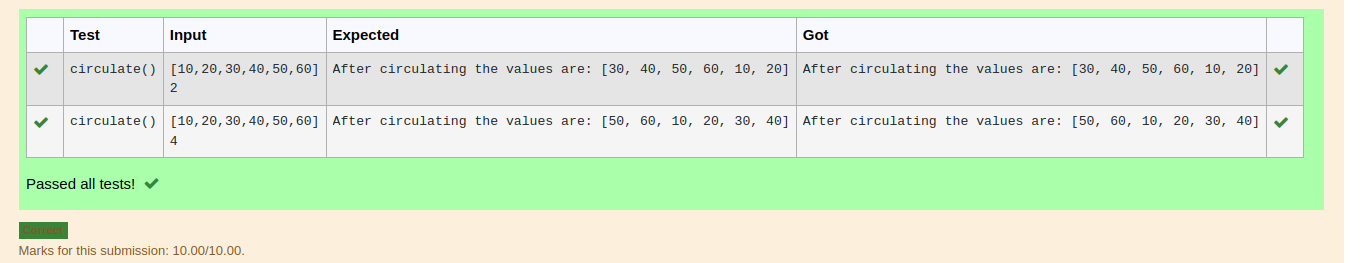 Test Input Expected Got
circulate() [10,20,30,40,50,60] After circulating the values are: [30, 40, 50, 60, 10, 20] After circulating the values are: [30, 40, 50, 60, 10, 20]
2
circulate() [10,20,30,40,50,60] After circulating the values are: [50, 60, 10, 20, 30, 40] After circulating the values are: [50, 60, 10, 20, 30, 40]
4
Passed all tests!
Correct
Marks for this submission: 10.00/10.00.